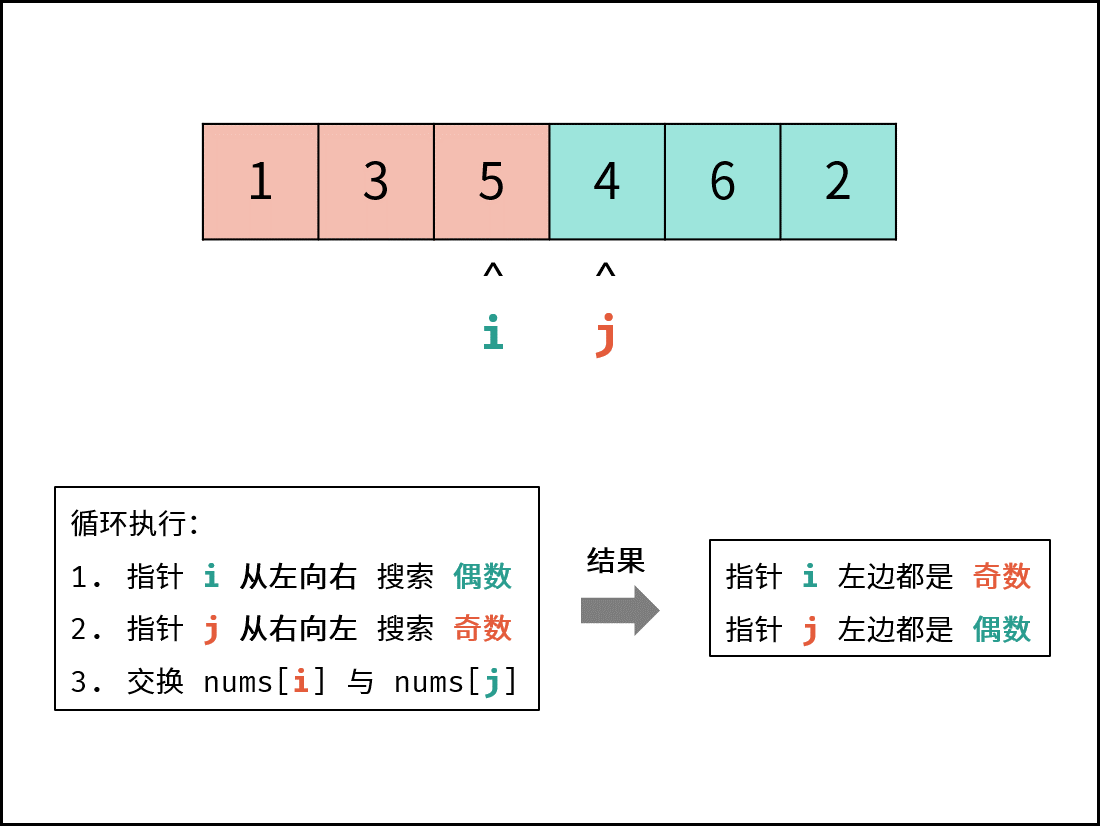 1 3 5 4 6 2
^ ^
i j
循环执行：
1. 指针 i 从左向右 搜索 偶数
2. 指针 j 从右向左 搜索 奇数
3. 交换 nums[i] 与 nums[j]
结果
指针 i 左边都是 奇数
指针 j 左边都是 偶数